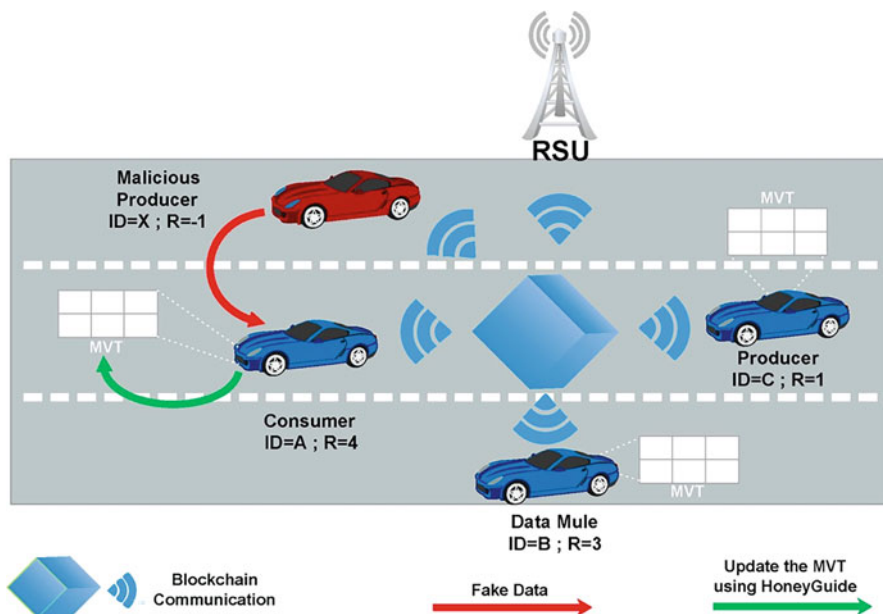 RSU
Malicious
Producer
ID=X ; R=-1
MVT
MVT
Producer
ID=C ; R=1
Consumer
ID=A ; R=4
MVT
Data Mule
ID=B ; R=3
Blockchain
Communication
Fake Data
Update the MVT
using HoneyGuide